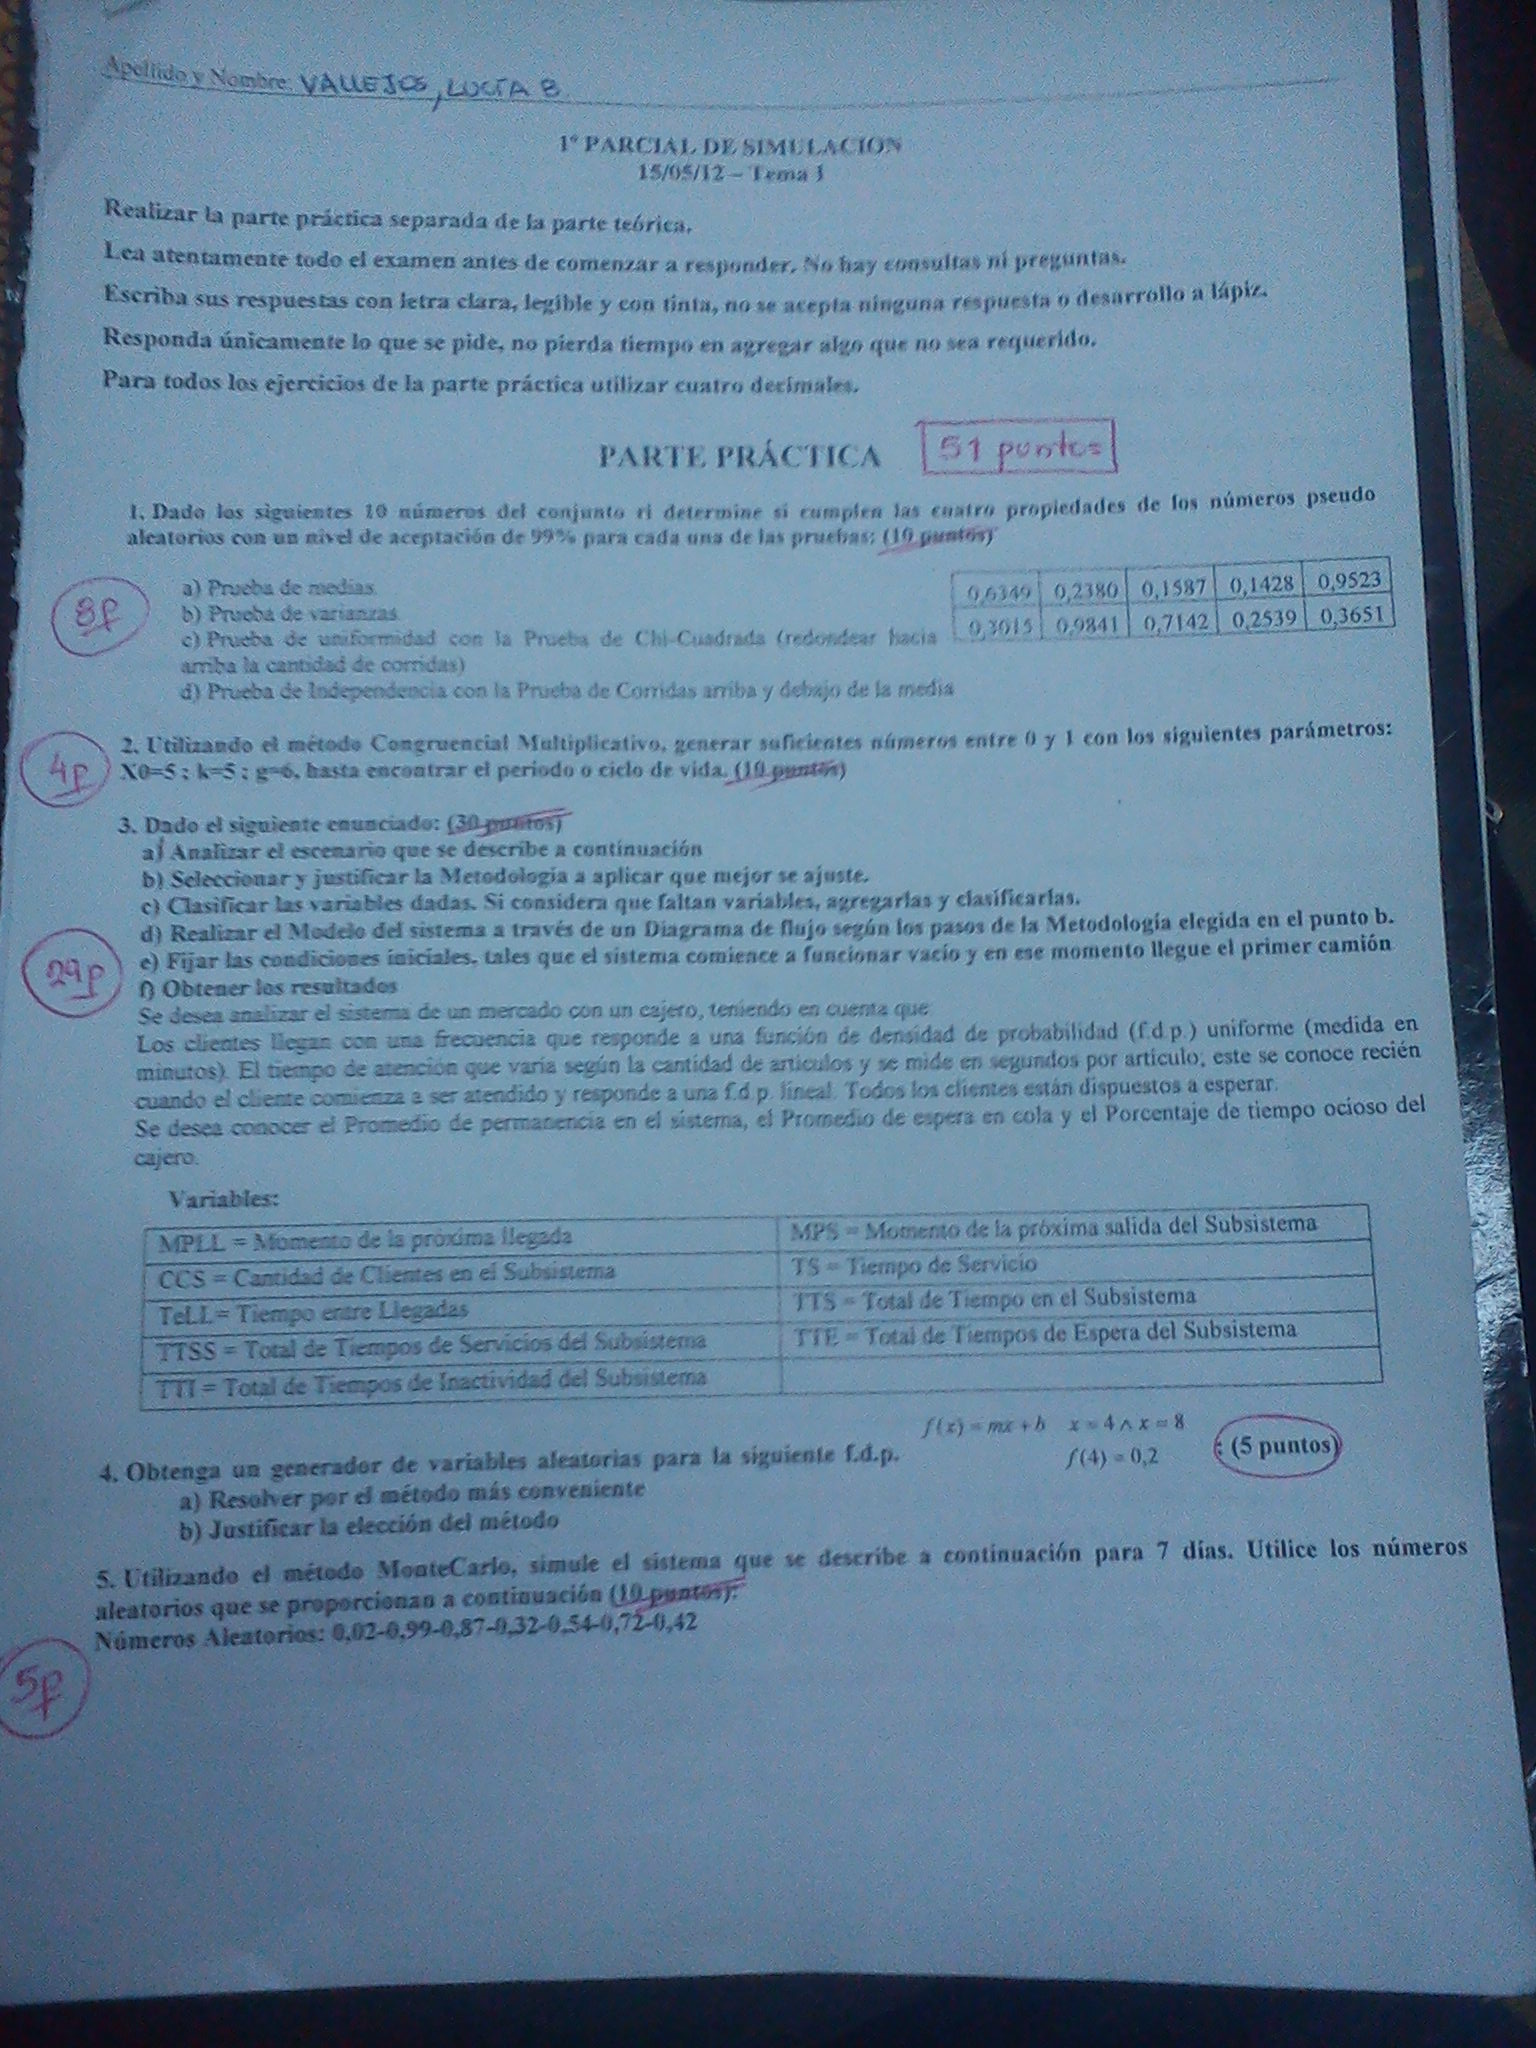 Apellido y Nombre: VALLEJOS, LUCÍA B.
1° PARCIAL DE SIMULACION
15/05/12 – Tema 1
Realizar la parte práctica separada de la parte teórica.
Lea atentamente todo el examen antes de comenzar a responder. No hay consultas ni preguntas.
Escriba sus respuestas con letra clara, legible y con tinta, no se acepta ninguna respuesta o desarrollo a lápiz.
Responda únicamente lo que se pide, no pierda tiempo en agregar algo que no sea requerido.
Para todos los ejercicios de la parte práctica utilizar cuatro decimales.
PARTE PRÁCTICA 51 puntos
1. Dado los siguientes 10 números del conjunto ri determine si cumplen las cuatro propiedades de los números pseudo
aleatorios con un nivel de aceptación de 99% para cada una de las pruebas: (10 puntos)
8p
a) Prueba de medias.
b) Prueba de varianzas
c) Prueba de uniformidad con la Prueba de Chi-Cuadrada (redondear hacia
arriba la cantidad de corridas)
d) Prueba de Independencia con la Prueba de Corridas arriba y debajo de la media
0,6349 0,2380 0,1587 0,1428 0,9523
0,3015 0,9841 0,7142 0,2539 0,3651
4p
2. Utilizando el método Congruencial Multiplicativo, generar suficientes números entre 0 y 1 con los siguientes parámetros:
X0=5 ; k=5 ; g=6, hasta encontrar el período o ciclo de vida. (10 puntos)
3. Dado el siguiente enunciado: (30 puntos)
a) Analizar el escenario que se describe a continuación
b) Seleccionar y justificar la Metodología a aplicar que mejor se ajuste.
c) Clasificar las variables dadas. Si considera que faltan variables, agregarlas y clasificarlas.
d) Realizar el Modelo del sistema a través de un Diagrama de flujo según los pasos de la Metodología elegida en el punto b.
29p
e) Fijar las condiciones iniciales, tales que el sistema comience a funcionar vacío y en ese momento llegue el primer camión
f) Obtener los resultados
Se desea analizar el sistema de un mercado con un cajero, teniendo en cuenta que:
Los clientes llegan con una frecuencia que responde a una función de densidad de probabilidad (f.d.p.) uniforme (medida en
minutos). El tiempo de atención que varía según la cantidad de artículos y se mide en segundos por artículo; este se conoce recién
cuando el cliente comienza a ser atendido y responde a una f.d.p. lineal. Todos los clientes están dispuestos a esperar.
Se desea conocer el Promedio de permanencia en el sistema, el Promedio de espera en cola y el Porcentaje de tiempo ocioso del
cajero.
Variables:
MPLL = Momento de la próxima llegada MPS = Momento de la próxima salida del Subsistema
CCS = Cantidad de Clientes en el Subsistema TS = Tiempo de Servicio
TeLL= Tiempo entre Llegadas TTS = Total de Tiempo en el Subsistema
TTSS = Total de Tiempos de Servicios del Subsistema TTE = Total de Tiempos de Espera del Subsistema
TTI = Total de Tiempos de Inactividad del Subsistema
f(x) = mx + b x = 4 ∧ x = 8
4. Obtenga un generador de variables aleatorias para la siguiente f.d.p. f(4) = 0,2 : (5 puntos)
a) Resolver por el método más conveniente
b) Justificar la elección del método
5. Utilizando el método MonteCarlo, simule el sistema que se describe a continuación para 7 días. Utilice los números
aleatorios que se proporcionan a continuación (10 puntos):
Números Aleatorios: 0,02-0,99-0,87-0,32-0,54-0,72-0,42
5p